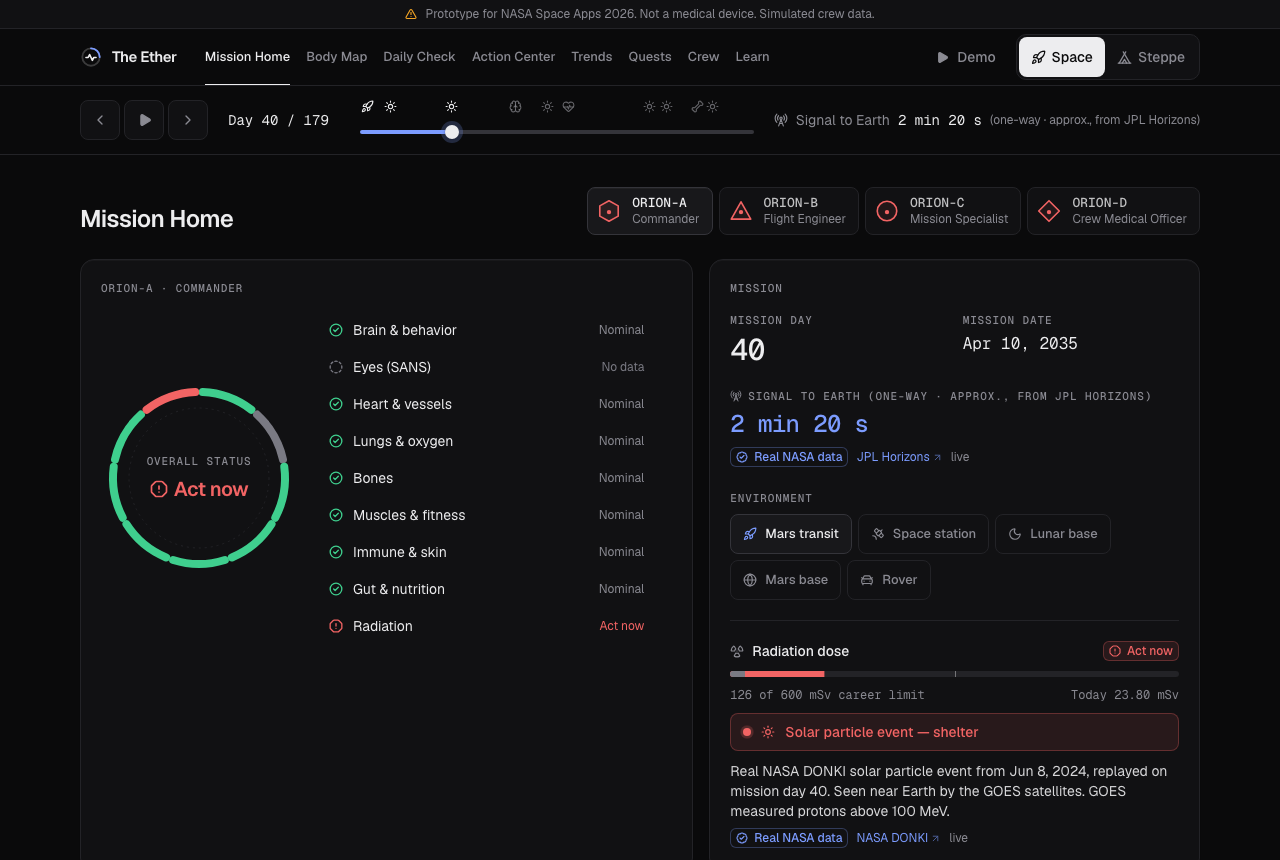 Prototype for NASA Space Apps 2026. Not a medical device. Simulated crew data.
The Ether
Mission Home
Body Map
Daily Check
Action Center
Trends
Quests
Crew
Learn
Demo
Space
Steppe
Day 40 / 179
Signal to Earth 2 min 20 s (one-way · approx., from JPL Horizons)
Mission Home
ORION-A
Commander
ORION-B
Flight Engineer
ORION-C
Mission Specialist
ORION-D
Crew Medical Officer
ORION-A · COMMANDER
OVERALL STATUS
Act now
Brain & behavior Nominal
Eyes (SANS) No data
Heart & vessels Nominal
Lungs & oxygen Nominal
Bones Nominal
Muscles & fitness Nominal
Immune & skin Nominal
Gut & nutrition Nominal
Radiation Act now
MISSION
MISSION DAY
40
MISSION DATE
Apr 10, 2035
SIGNAL TO EARTH (ONE-WAY · APPROX., FROM JPL HORIZONS)
2 min 20 s
Real NASA data JPL Horizons ↗ live
ENVIRONMENT
Mars transit
Space station
Lunar base
Mars base
Rover
Radiation dose Act now
126 of 600 mSv career limit Today 23.80 mSv
Solar particle event — shelter
Real NASA DONKI solar particle event from Jun 8, 2024, replayed on
mission day 40. Seen near Earth by the GOES satellites. GOES
measured protons above 100 MeV.
Real NASA data NASA DONKI ↗ live